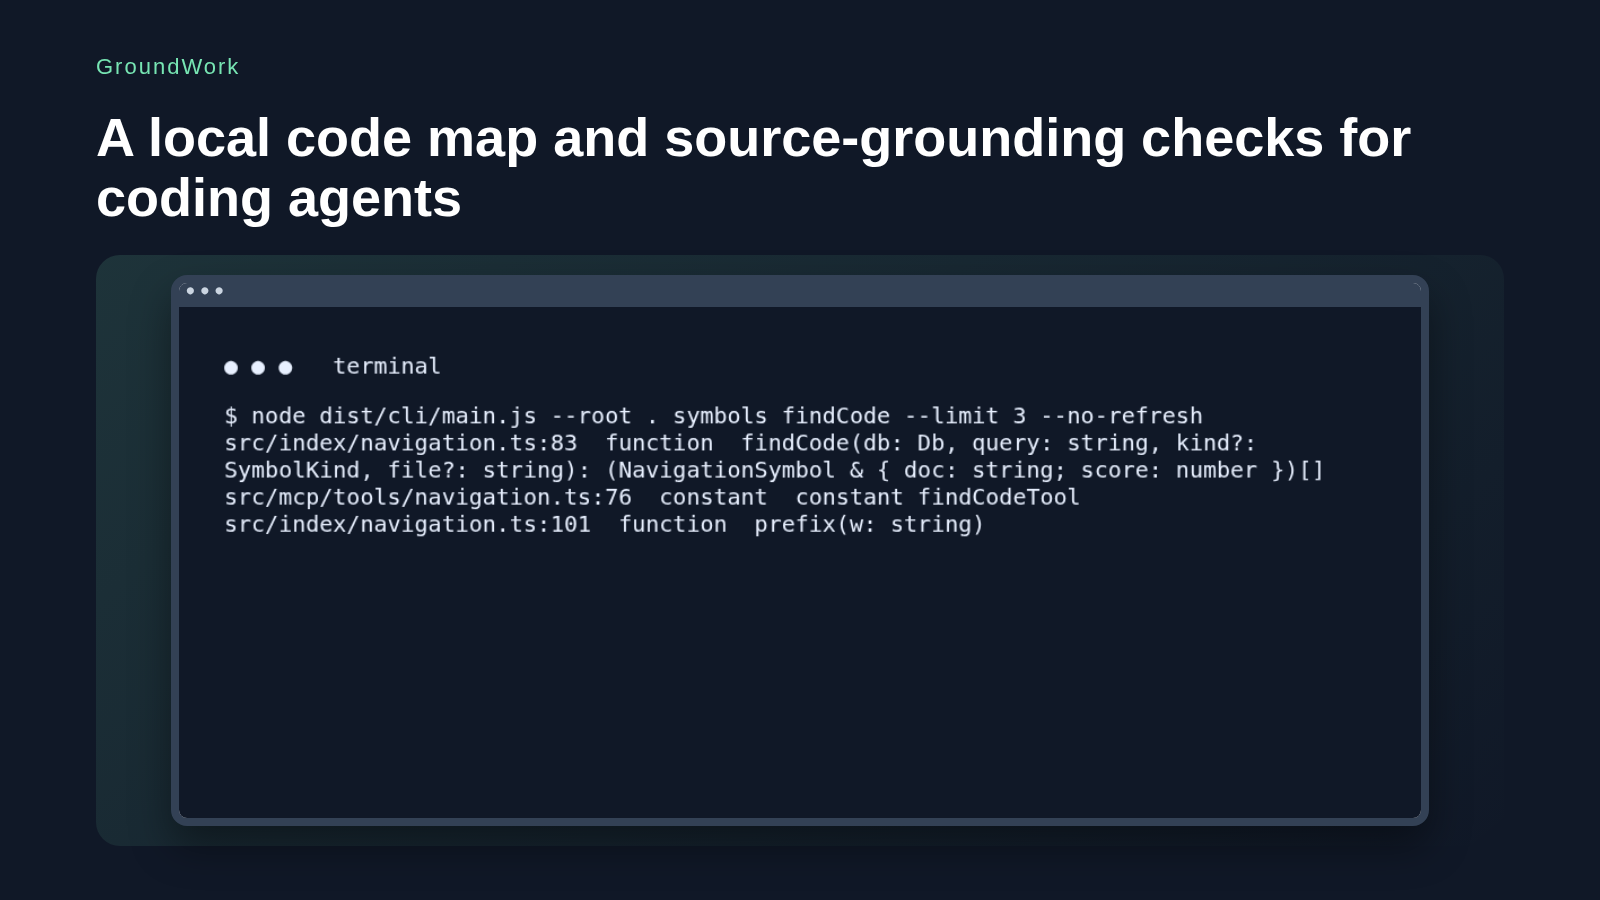 GroundWork
A local code map and source-grounding checks for
coding agents
terminal
$ node dist/cli/main.js --root . symbols findCode --limit 3 --no-refresh
src/index/navigation.ts:83  function  findCode(db: Db, query: string, kind?:
SymbolKind, file?: string): (NavigationSymbol & { doc: string; score: number })[]
src/mcp/tools/navigation.ts:76  constant  constant findCodeTool
src/index/navigation.ts:101  function  prefix(w: string)